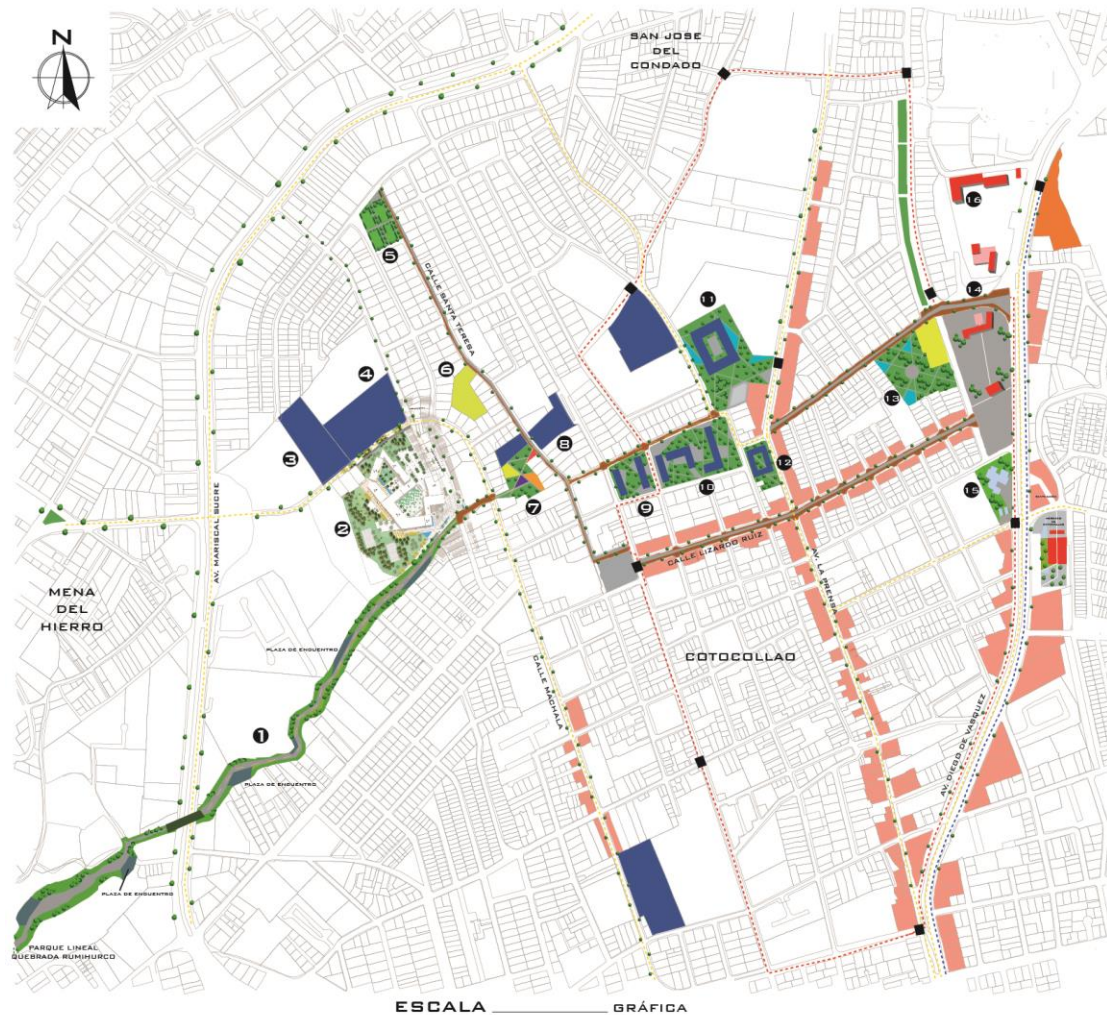 N
SAN JOSE
DEL
CONDADO
16
5
CALLE SANTA TERESA
14
11
6
4
13
3
8
12
10
2
7
9
15
CALLE LIZARDO RUIZ
AV. MARISCAL SUCRE
AV. LA PRENSA
MENA
DEL
HIERRO
PLAZA DE ENCUENTRO
COTOCOLLAO
CALLE MACHALA
1
AV. DIEGO DE VASQUEZ
PLAZA DE ENCUENTRO
PLAZA DE ENCUENTRO
PARQUE LINEAL
QUEBRADA RUMIHURCO
ESCALA ____________ GRÁFICA